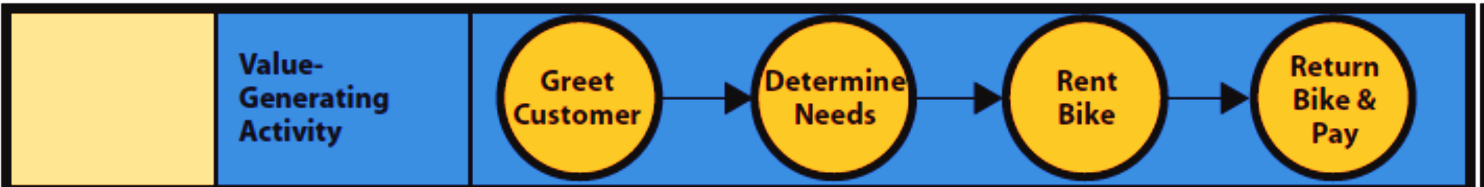 Value-
Generating
Activity
Greet
Customer
Determine
Needs
Rent
Bike
Return
Bike &
Pay